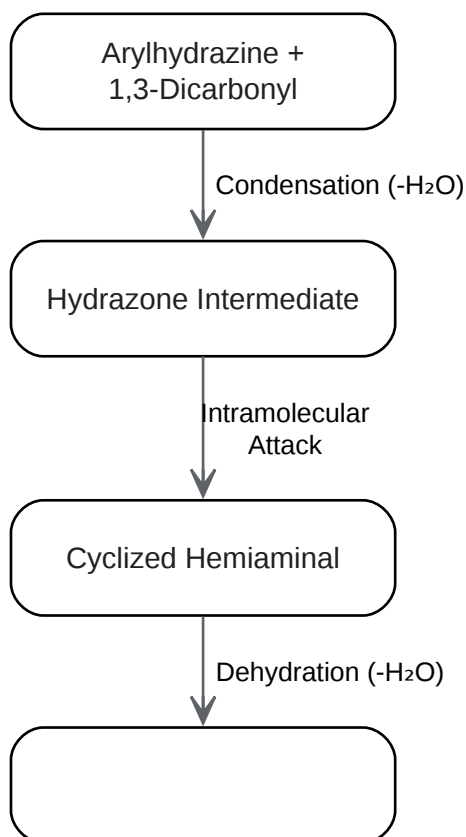 Arylhydrazine +
1,3-Dicarbonyl
Condensation (-H₂O)
Hydrazone Intermediate
Intramolecular
Attack
Cyclized Hemiaminal
Dehydration (-H₂O)